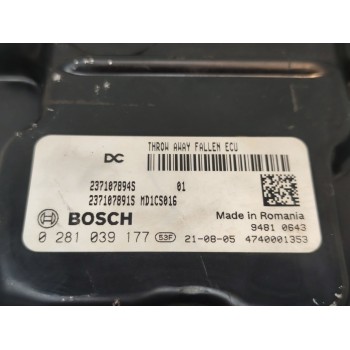 THROW AWAY FALLEN ECU
DC
237107894S 01
237107891S MD1CS016
BOSCH
Made in Romania
9481 0643
0 281 039 177 53F 21-08-05 4740001353